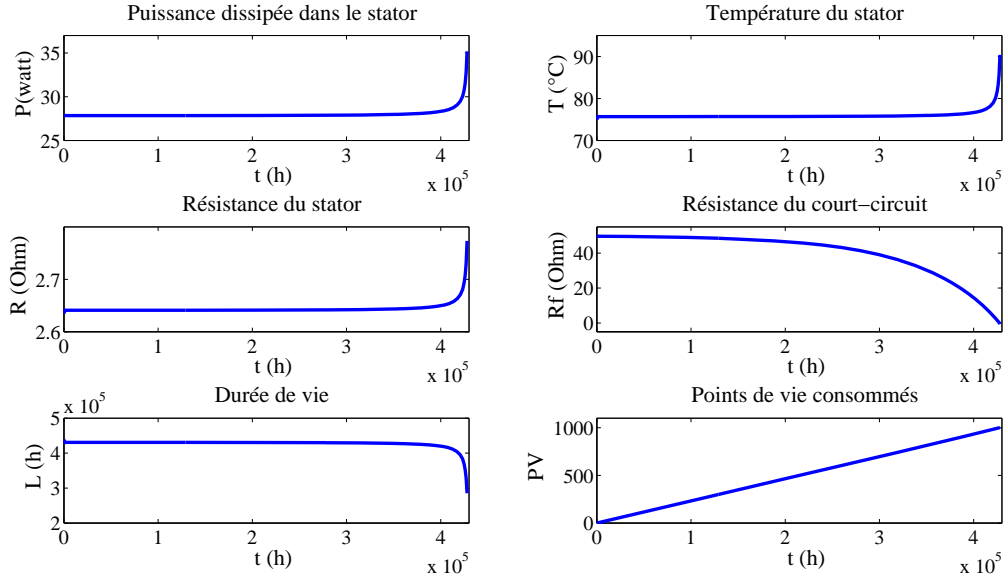 Puissance dissipée dans le stator
P(watt)
35
30
25
0
1
2
3
4
t (h)
x 10^5
Température du stator
T (°C)
90
80
70
0
1
2
3
4
t (h)
x 10^5
Résistance du stator
R (Ohm)
2.7
2.6
0
1
2
3
4
t (h)
x 10^5
Résistance du court−circuit
Rf (Ohm)
40
20
0
0
1
2
3
4
t (h)
x 10^5
Durée de vie
x 10^5
L (h)
5
4
3
2
0
1
2
3
4
t (h)
x 10^5
Points de vie consommés
PV
1000
500
0
0
1
2
3
4
t (h)
x 10^5